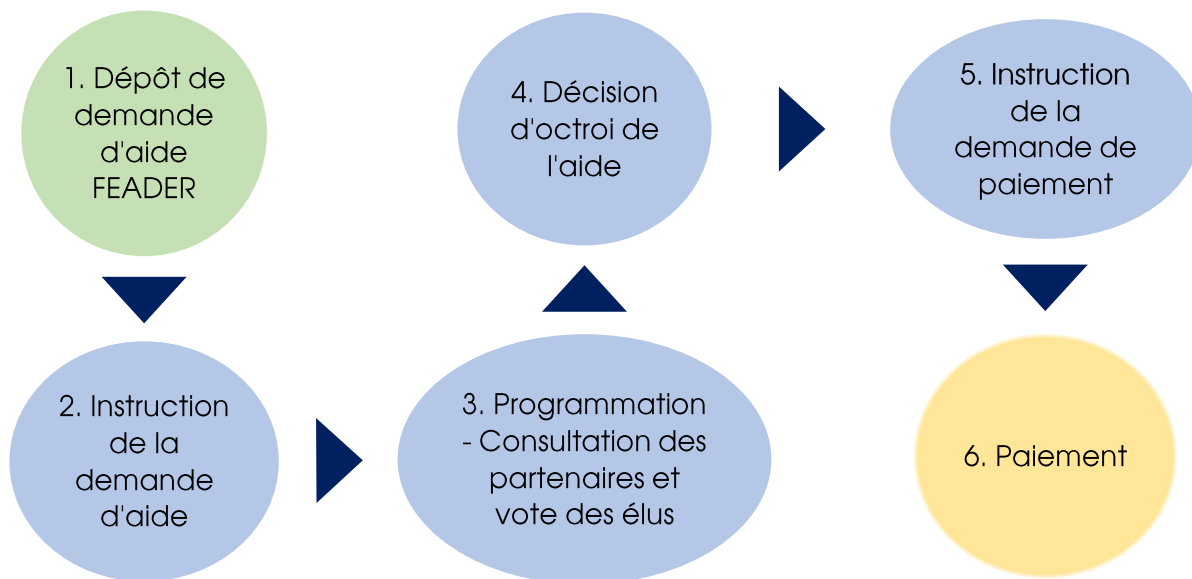 1. Dépôt de
demande
d'aide
FEADER
2. Instruction
de la
demande
d'aide
3. Programmation
- Consultation des
partenaires et
vote des élus
4. Décision
d'octroi de
l'aide
5. Instruction
de la
demande de
paiement
6. Paiement